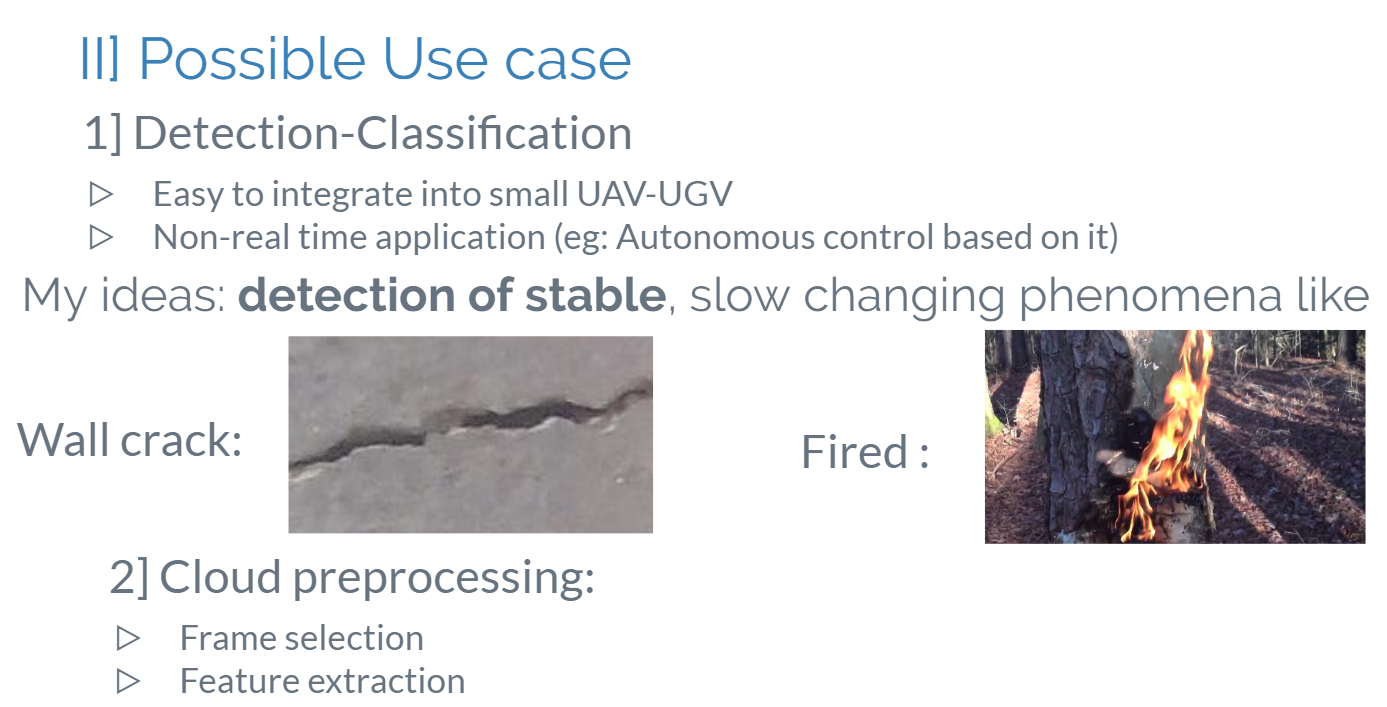 II] Possible Use case
1] Detection-Classification
▷ Easy to integrate into small UAV-UGV
▷ Non-real time application (eg: Autonomous control based on it)
My ideas: detection of stable, slow changing phenomena like
Wall crack:
Fired :
2] Cloud preprocessing:
▷ Frame selection
▷ Feature extraction